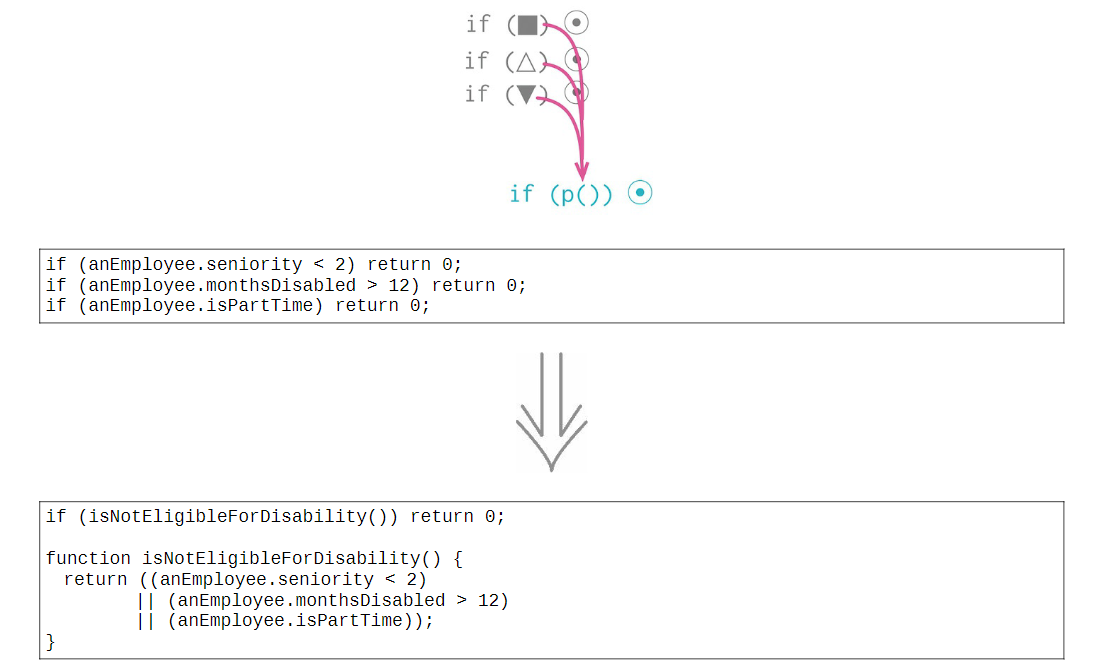 if (■) ⦿
if (△) ⦿
if (▼) ⦿
if (p()) ⦿
if (anEmployee.seniority < 2) return 0;
if (anEmployee.monthsDisabled > 12) return 0;
if (anEmployee.isPartTime) return 0;
if (isNotEligibleForDisability()) return 0;
function isNotEligibleForDisability() {
return ((anEmployee.seniority < 2)
|| (anEmployee.monthsDisabled > 12)
|| (anEmployee.isPartTime));
}